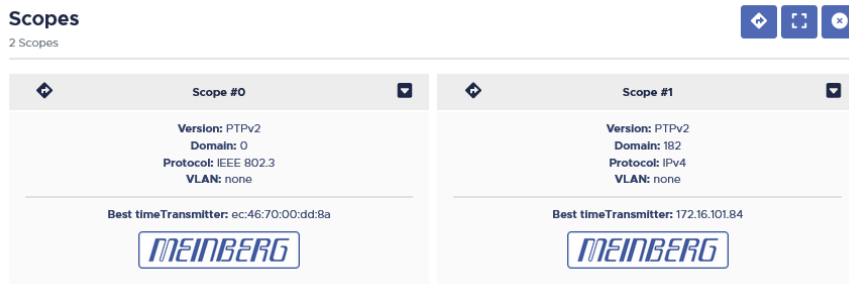 Scopes
2 Scopes
Scope #0
Version: PTPv2
Domain: 0
Protocol: IEEE 802.3
VLAN: none
Best timeTransmitter: ec:46:70:00:dd:8a
MEINBERG
Scope #1
Version: PTPv2
Domain: 182
Protocol: IPv4
VLAN: none
Best timeTransmitter: 172.16.101.84
MEINBERG